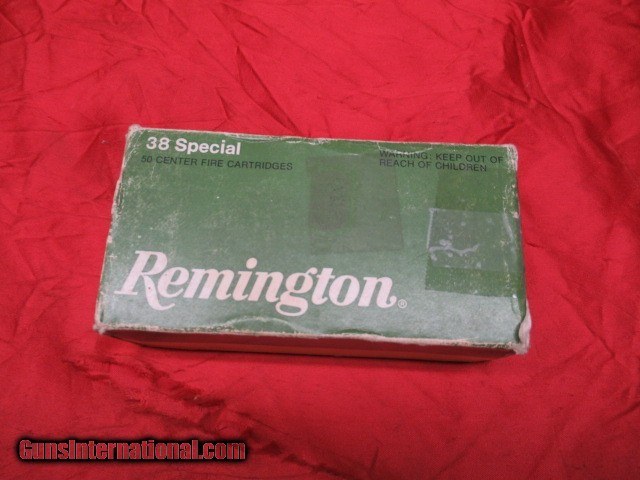 38 Special
50 CENTER FIRE CARTRIDGES
WARNING: KEEP OUT OF
REACH OF CHILDREN
Remington®
GunsInternational.com